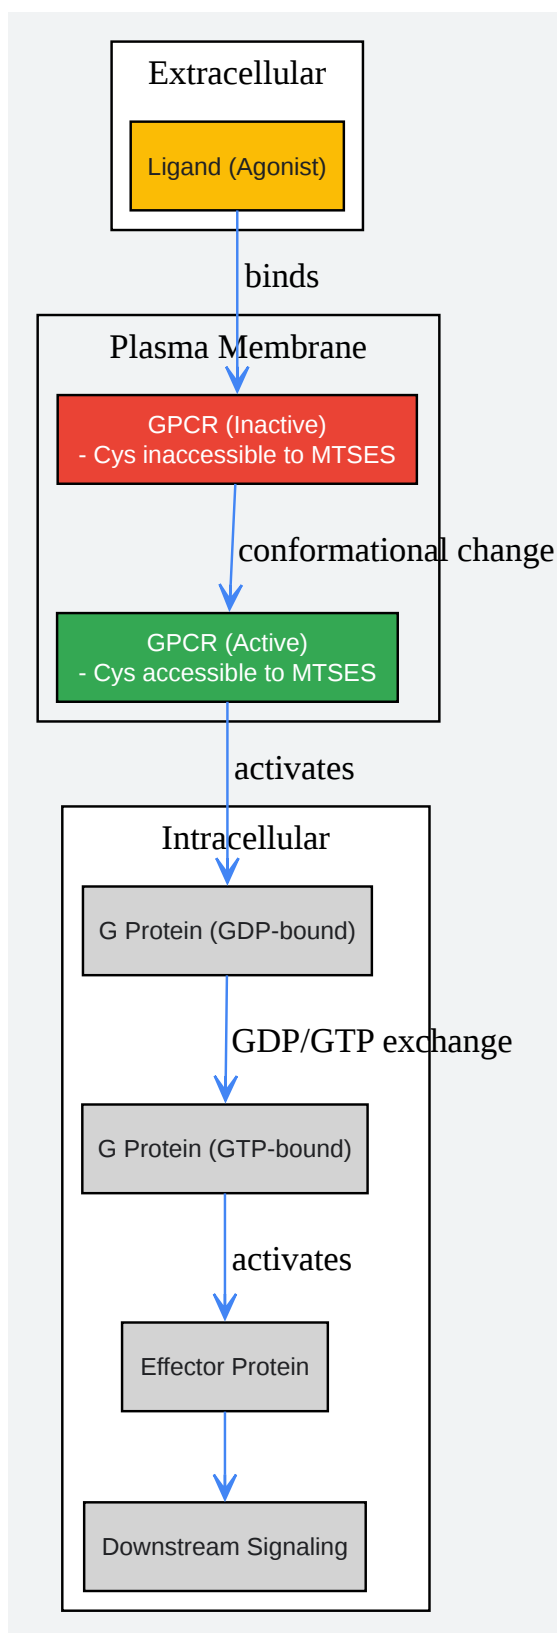 Extracellular
Ligand (Agonist)
binds
Plasma Membrane
GPCR (Inactive)
- Cys inaccessible to MTSES
conformational change
GPCR (Active)
- Cys accessible to MTSES
activates
Intracellular
G Protein (GDP-bound)
GDP/GTP exchange
G Protein (GTP-bound)
activates
Effector Protein
Downstream Signaling